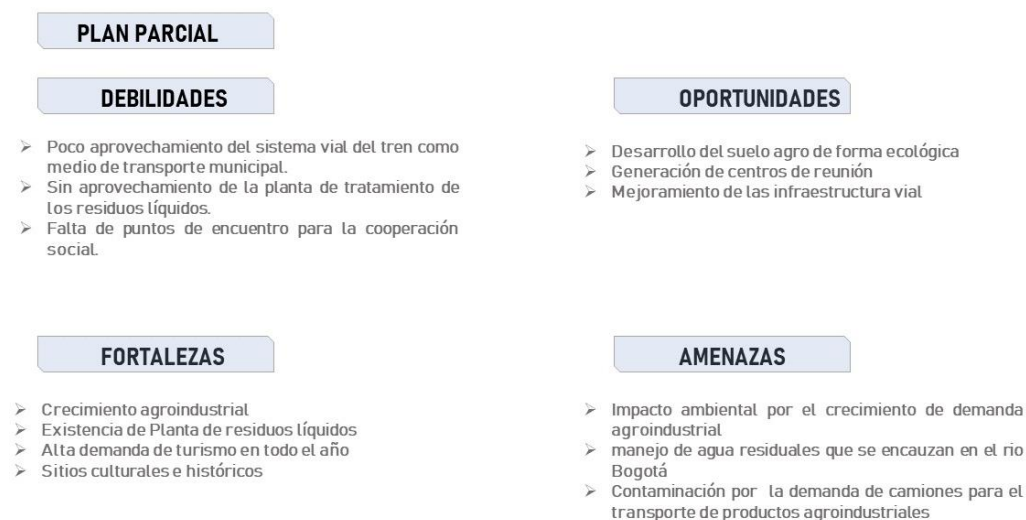 PLAN PARCIAL
DEBILIDADES
➢ Poco aprovechamiento del sistema vial del tren como
medio de transporte municipal.
➢ Sin aprovechamiento de la planta de tratamiento de
los residuos líquidos.
➢ Falta de puntos de encuentro para la cooperación
social.
OPORTUNIDADES
➢ Desarrollo del suelo agro de forma ecológica
➢ Generación de centros de reunión
➢ Mejoramiento de las infraestructura vial
FORTALEZAS
➢ Crecimiento agroindustrial
➢ Existencia de Planta de residuos líquidos
➢ Alta demanda de turismo en todo el año
➢ Sitios culturales e históricos
AMENAZAS
➢ Impacto ambiental por el crecimiento de demanda
agroindustrial
➢ manejo de agua residuales que se encauzan en el rio
Bogotá
➢ Contaminación por la demanda de camiones para el
transporte de productos agroindustriales